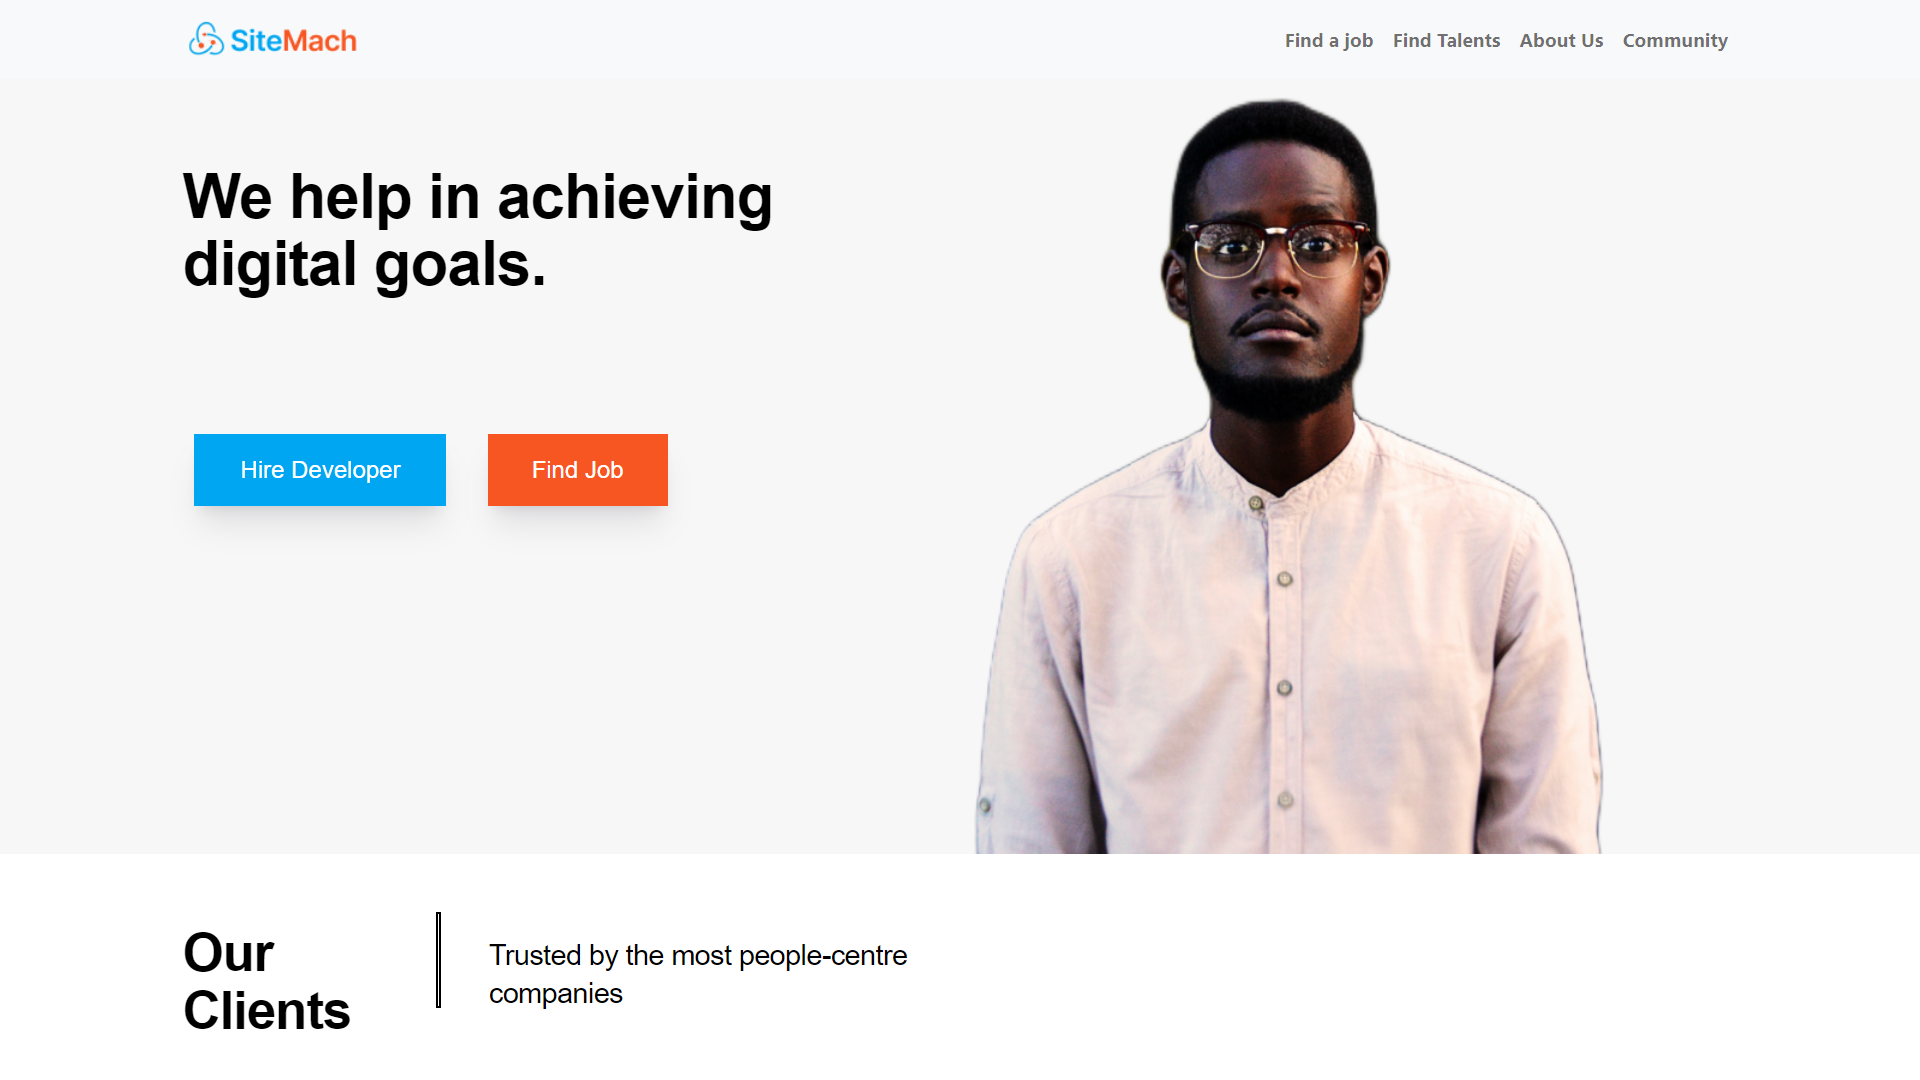 SiteMach
Find a job
Find Talents
About Us
Community
We help in achieving
digital goals.
Hire Developer
Find Job
Our
Clients
Trusted by the most people-centre
companies